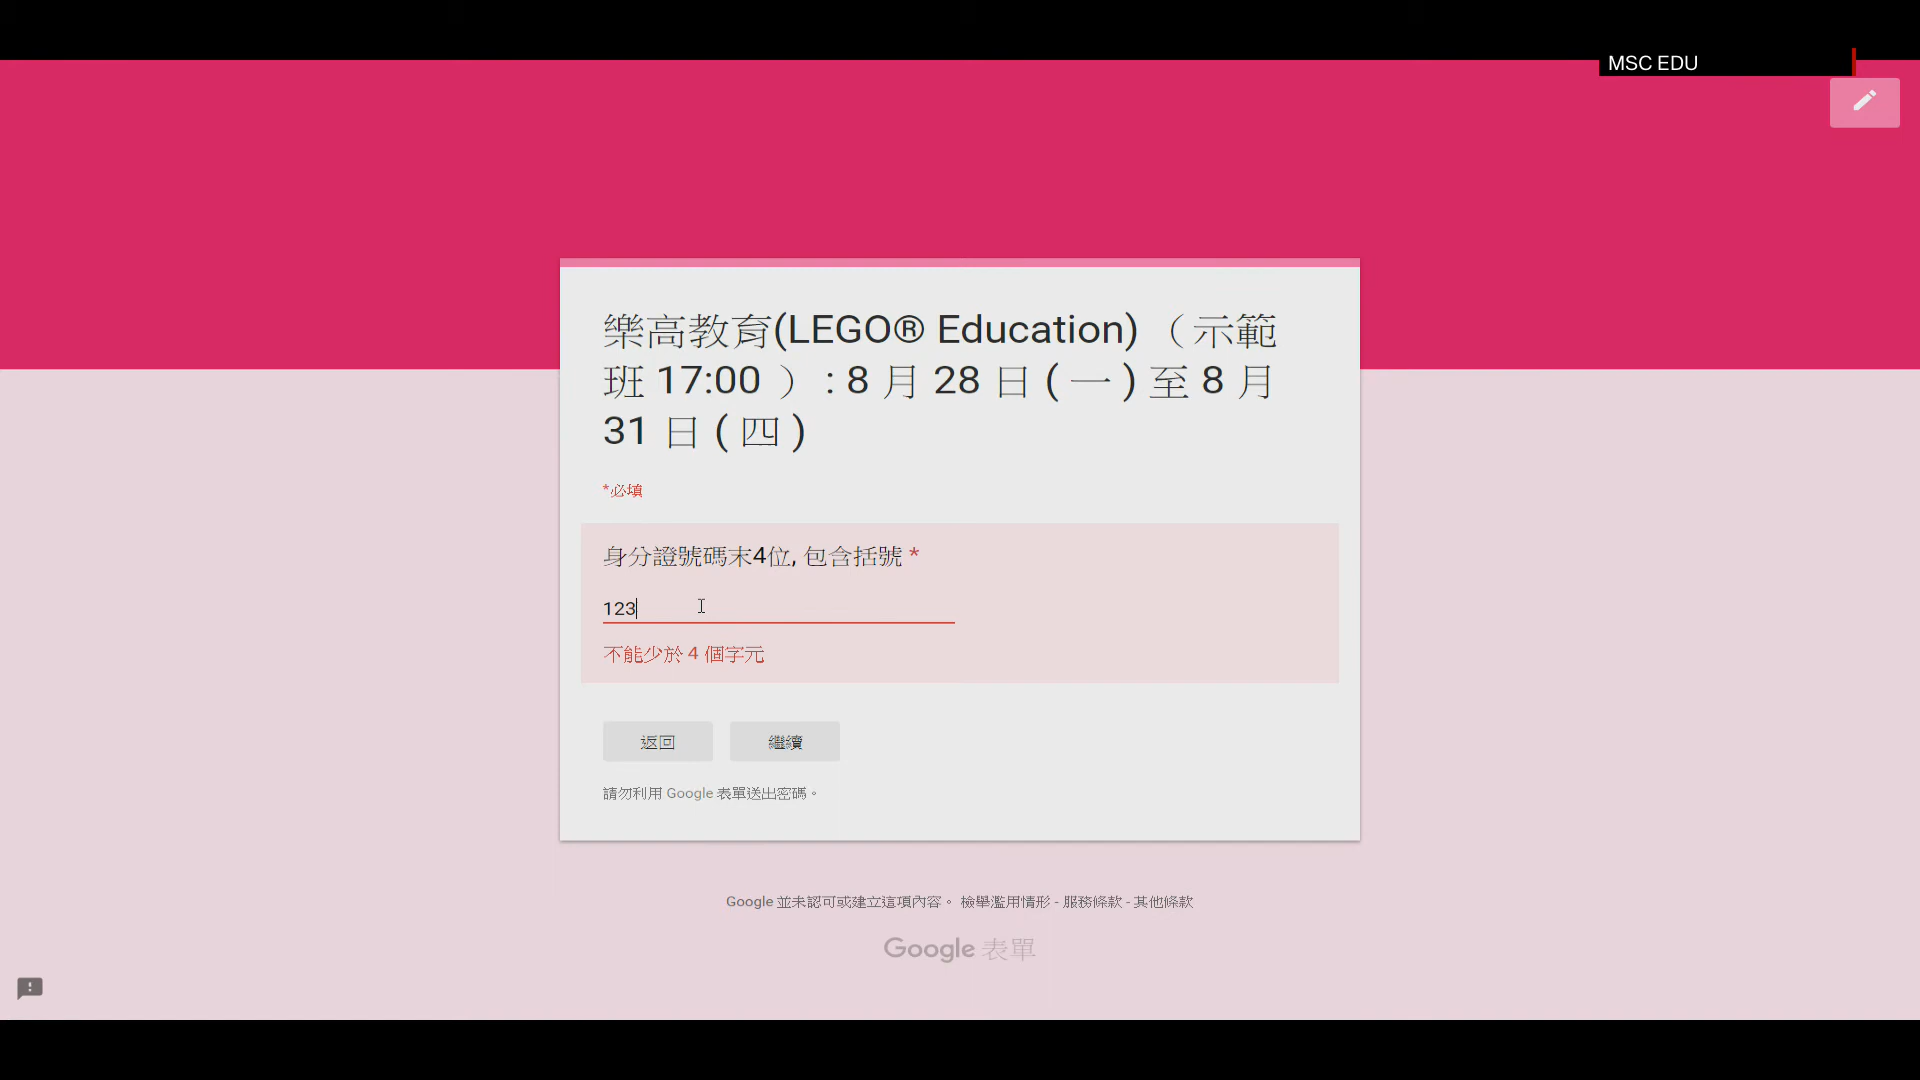 MSC EDU
樂高教育(LEGO® Education) （示範
班 17:00 ） : 8 月 28 日 ( 一 ) 至 8 月
31 日 ( 四 )
*必填
身分證號碼末4位, 包含括號 *
123
不能少於 4 個字元
返回 繼續
請勿利用 Google 表單送出密碼。
Google 並未認可或建立這項內容。 檢舉濫用情形 - 服務條款 - 其他條款
Google 表單